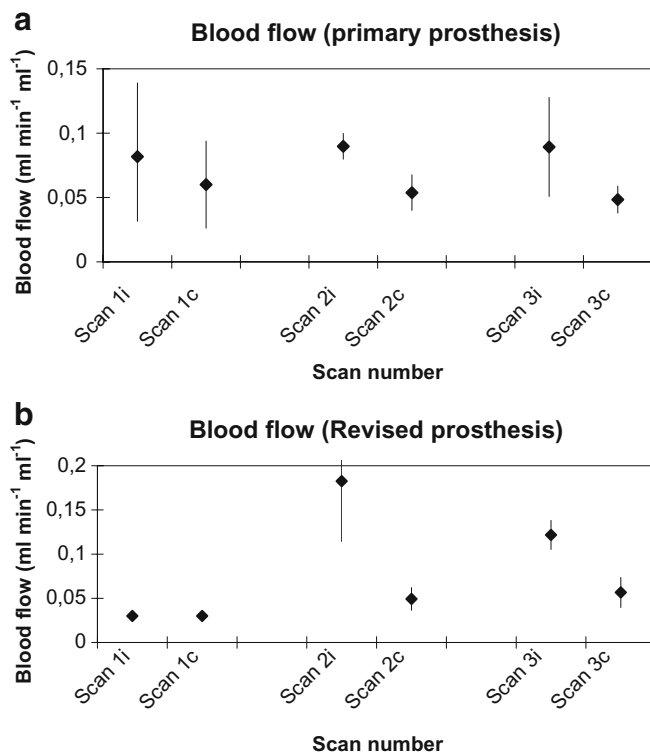 a
Blood flow (primary prosthesis)
Blood flow (ml min⁻¹ ml⁻¹)
0,15
0,1
0,05
0
Scan 1i
Scan 1c
Scan 2i
Scan 2c
Scan 3i
Scan 3c
Scan number
b
Blood flow (Revised prosthesis)
Blood flow (ml min⁻¹ ml⁻¹)
0,2
0,15
0,1
0,05
0
Scan 1i
Scan 1c
Scan 2i
Scan 2c
Scan 3i
Scan 3c
Scan number